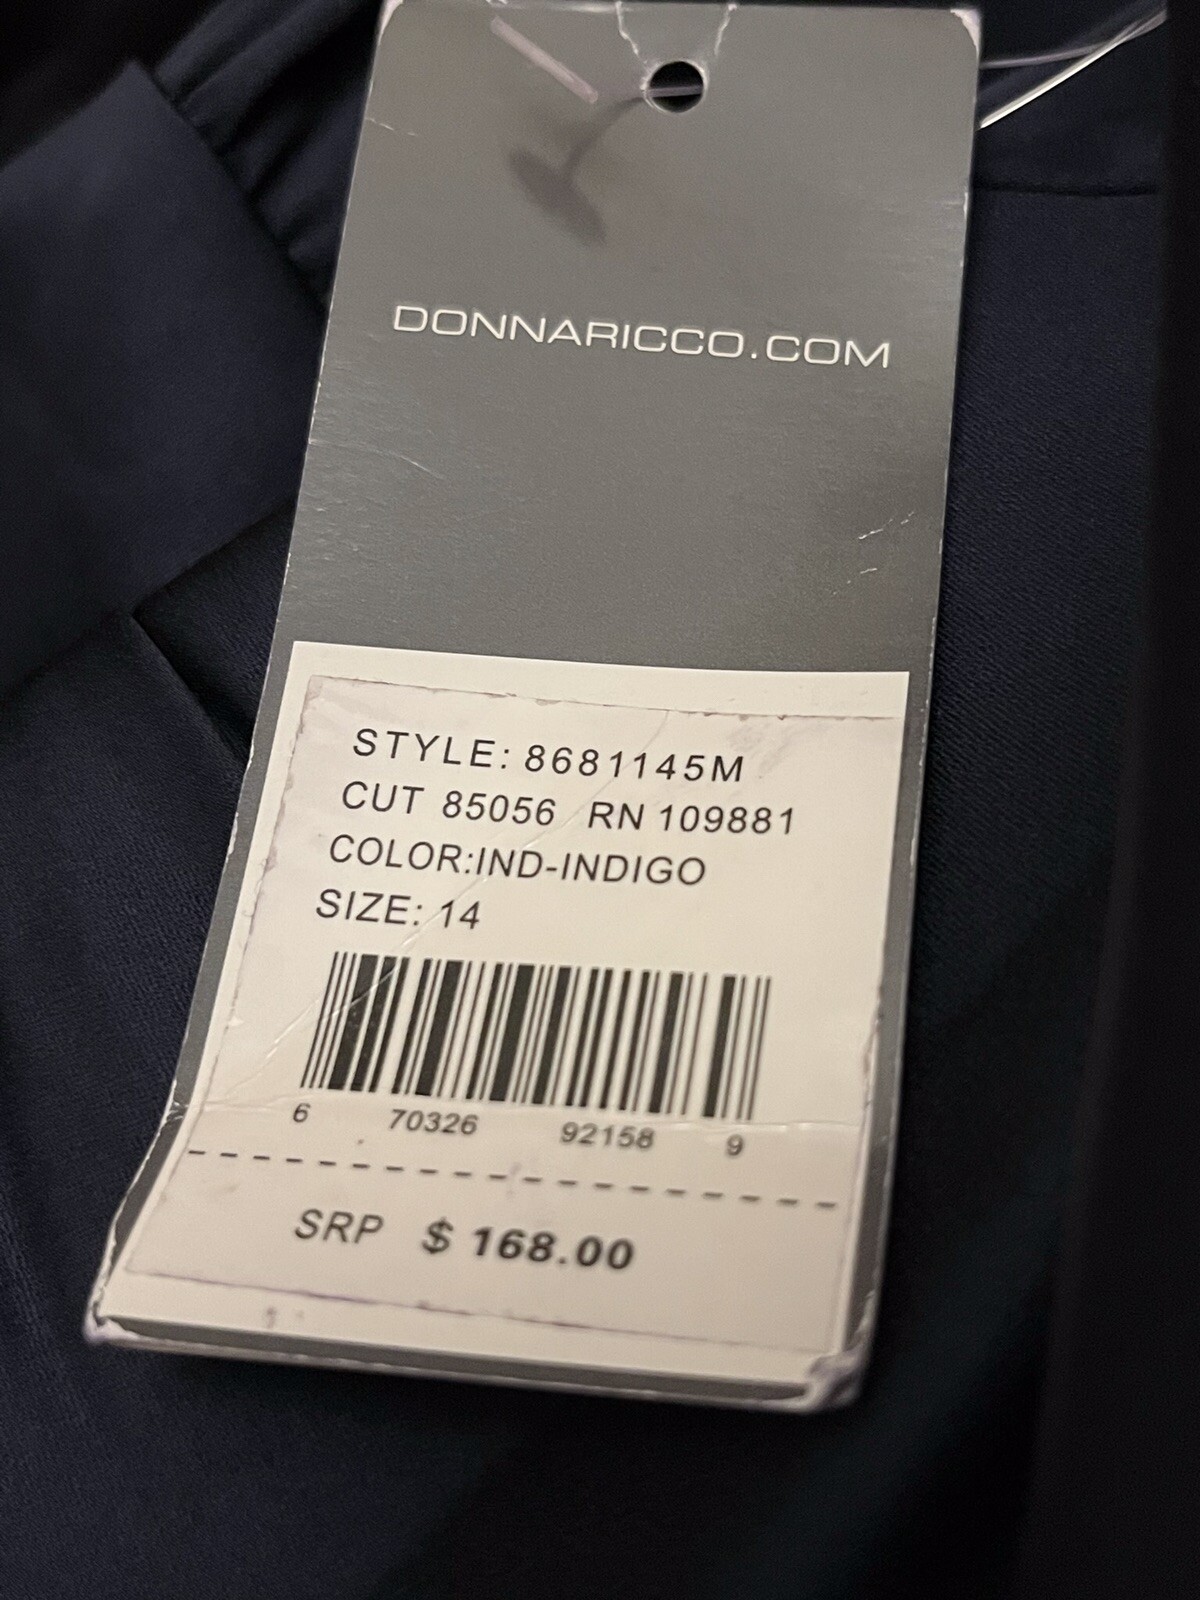 DONNARICCO.COM
STYLE: 8681145M
CUT 85056 RN 109881
COLOR:IND-INDIGO
SIZE: 14
6 70326 92158 9
SRP $ 168.00